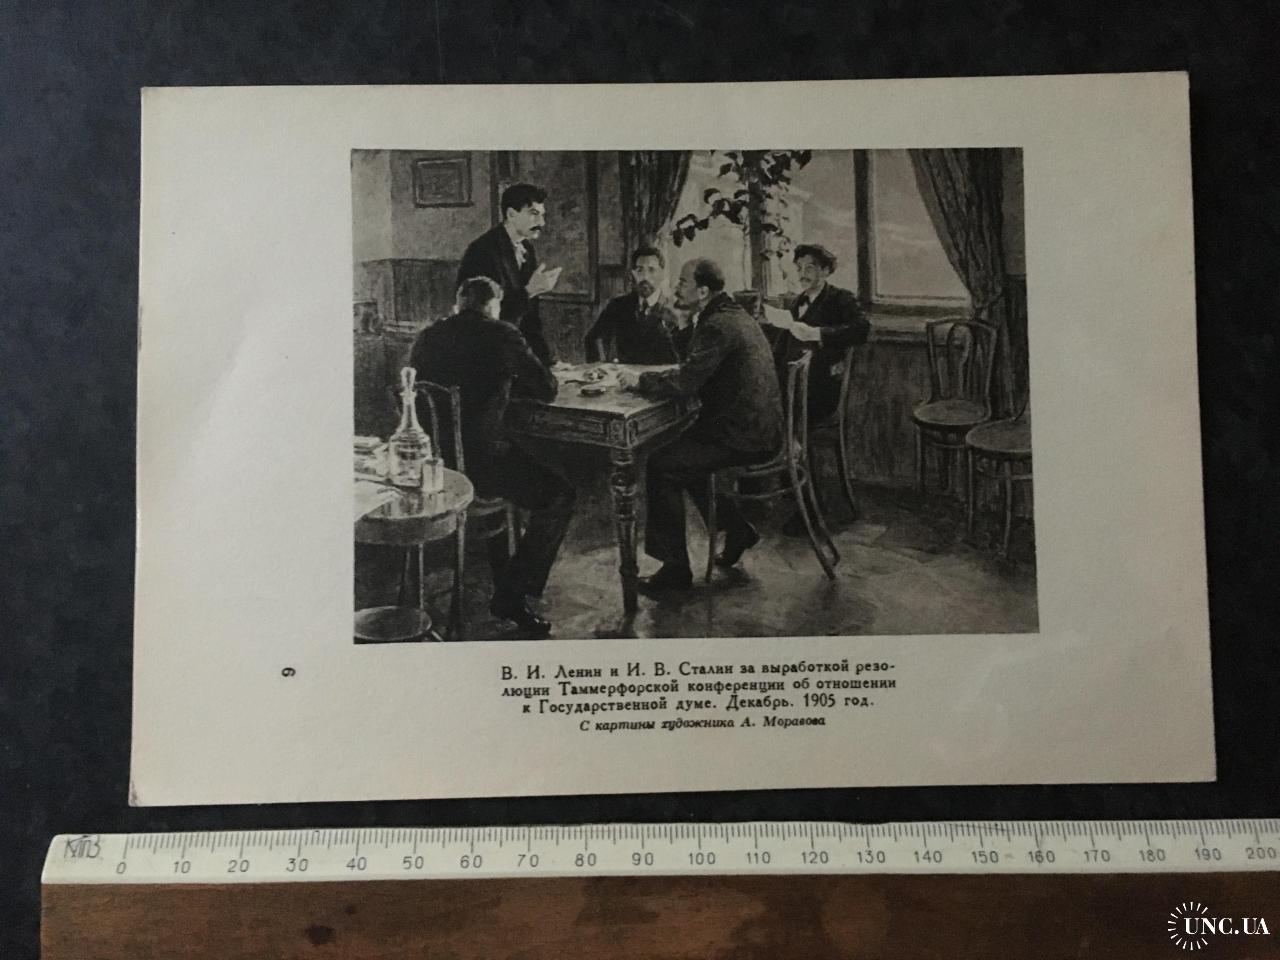 В. И. Ленин и И. В. Сталин за выработкой резо-
люции Таммерфорской конференции об отношении
к Государственной думе. Декабрь. 1905 год.
С картины художника А. Моравова
6
0 10 20 30 40 50 60 70 80 90 100 110 120 130 140 150 160 170 180 190 200
UNC.UA